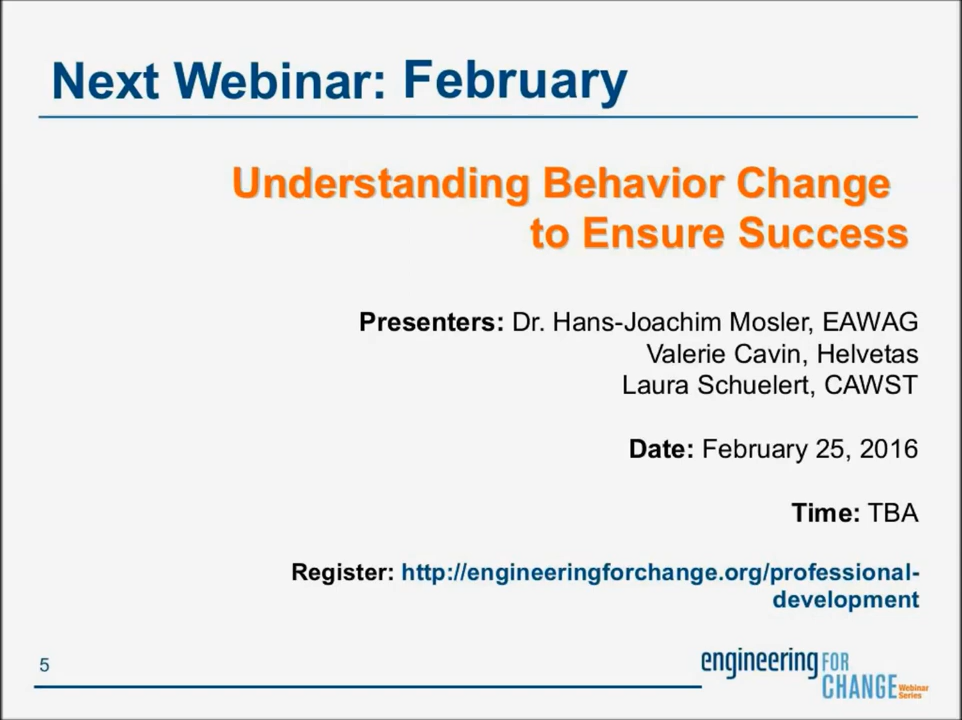 Next Webinar: February
Understanding Behavior Change
to Ensure Success
Presenters: Dr. Hans-Joachim Mosler, EAWAG
Valerie Cavin, Helvetas
Laura Schuelert, CAWST
Date: February 25, 2016
Time: TBA
Register: http://engineeringforchange.org/professional-
development
5
engineering FOR
CHANGE Webinar
Series